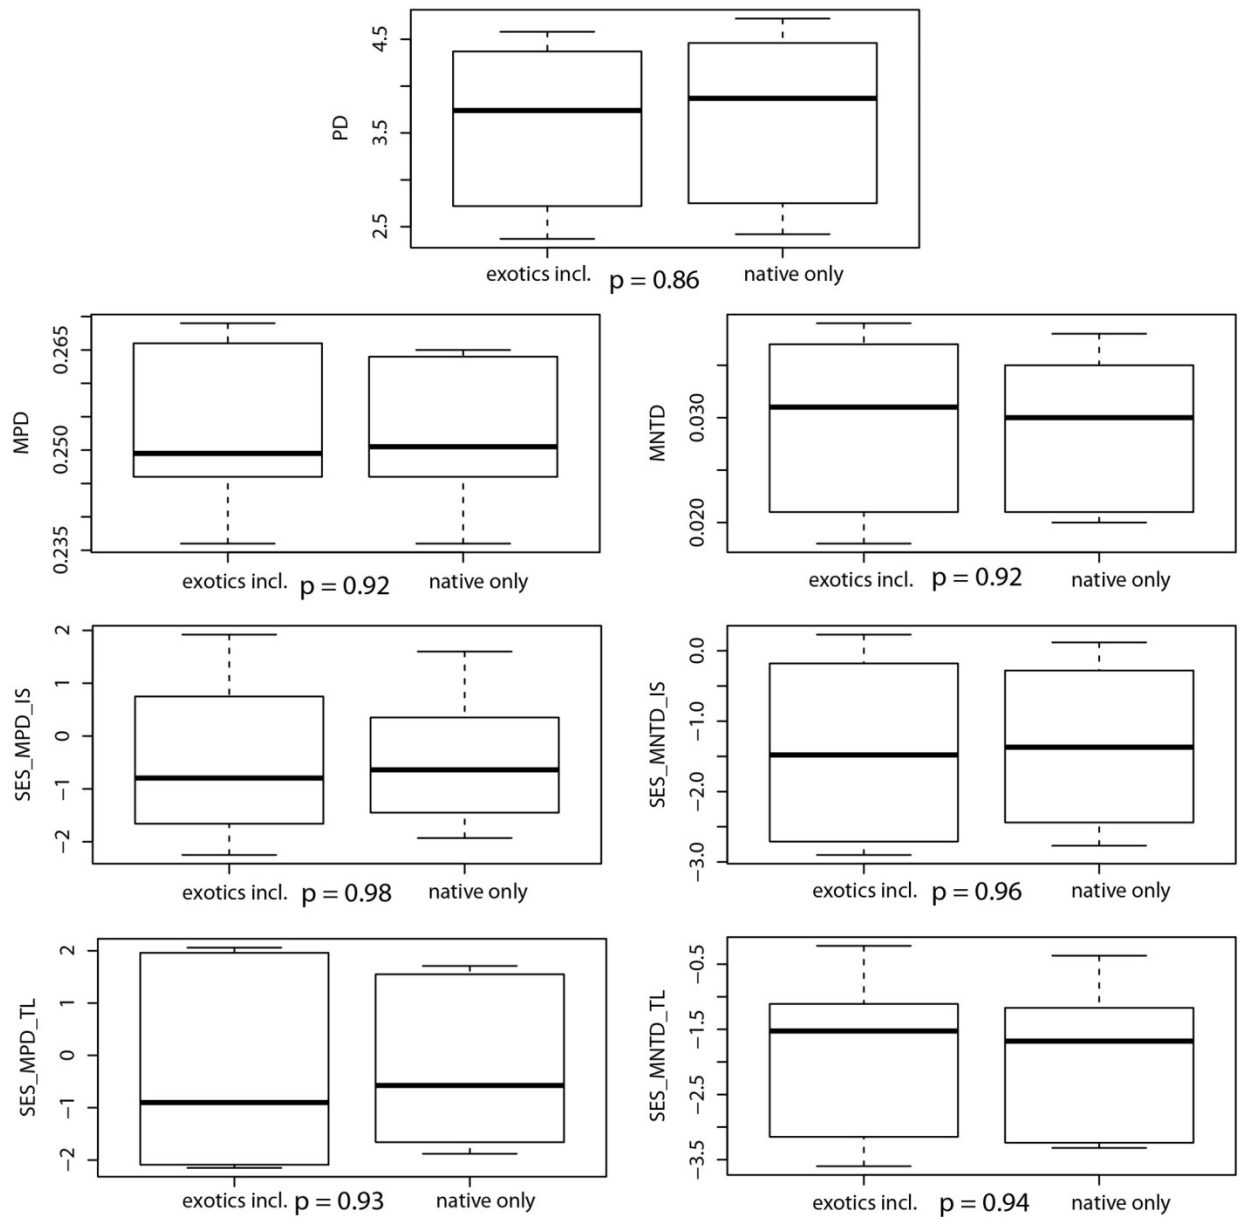 PD
4.5
3.5
2.5
exotics incl. p = 0.86 native only
MPD
0.265
0.250
0.235
exotics incl. p = 0.92 native only
MNTD
0.030
0.020
exotics incl. p = 0.92 native only
SES_MPD_IS
2
1
0
−1
−2
exotics incl. p = 0.98 native only
SES_MNTD_IS
0.0
−1.0
−2.0
−3.0
exotics incl. p = 0.96 native only
SES_MPD_TL
2
1
0
−1
−2
exotics incl. p = 0.93 native only
SES_MNTD_TL
−0.5
−1.5
−2.5
−3.5
exotics incl. p = 0.94 native only